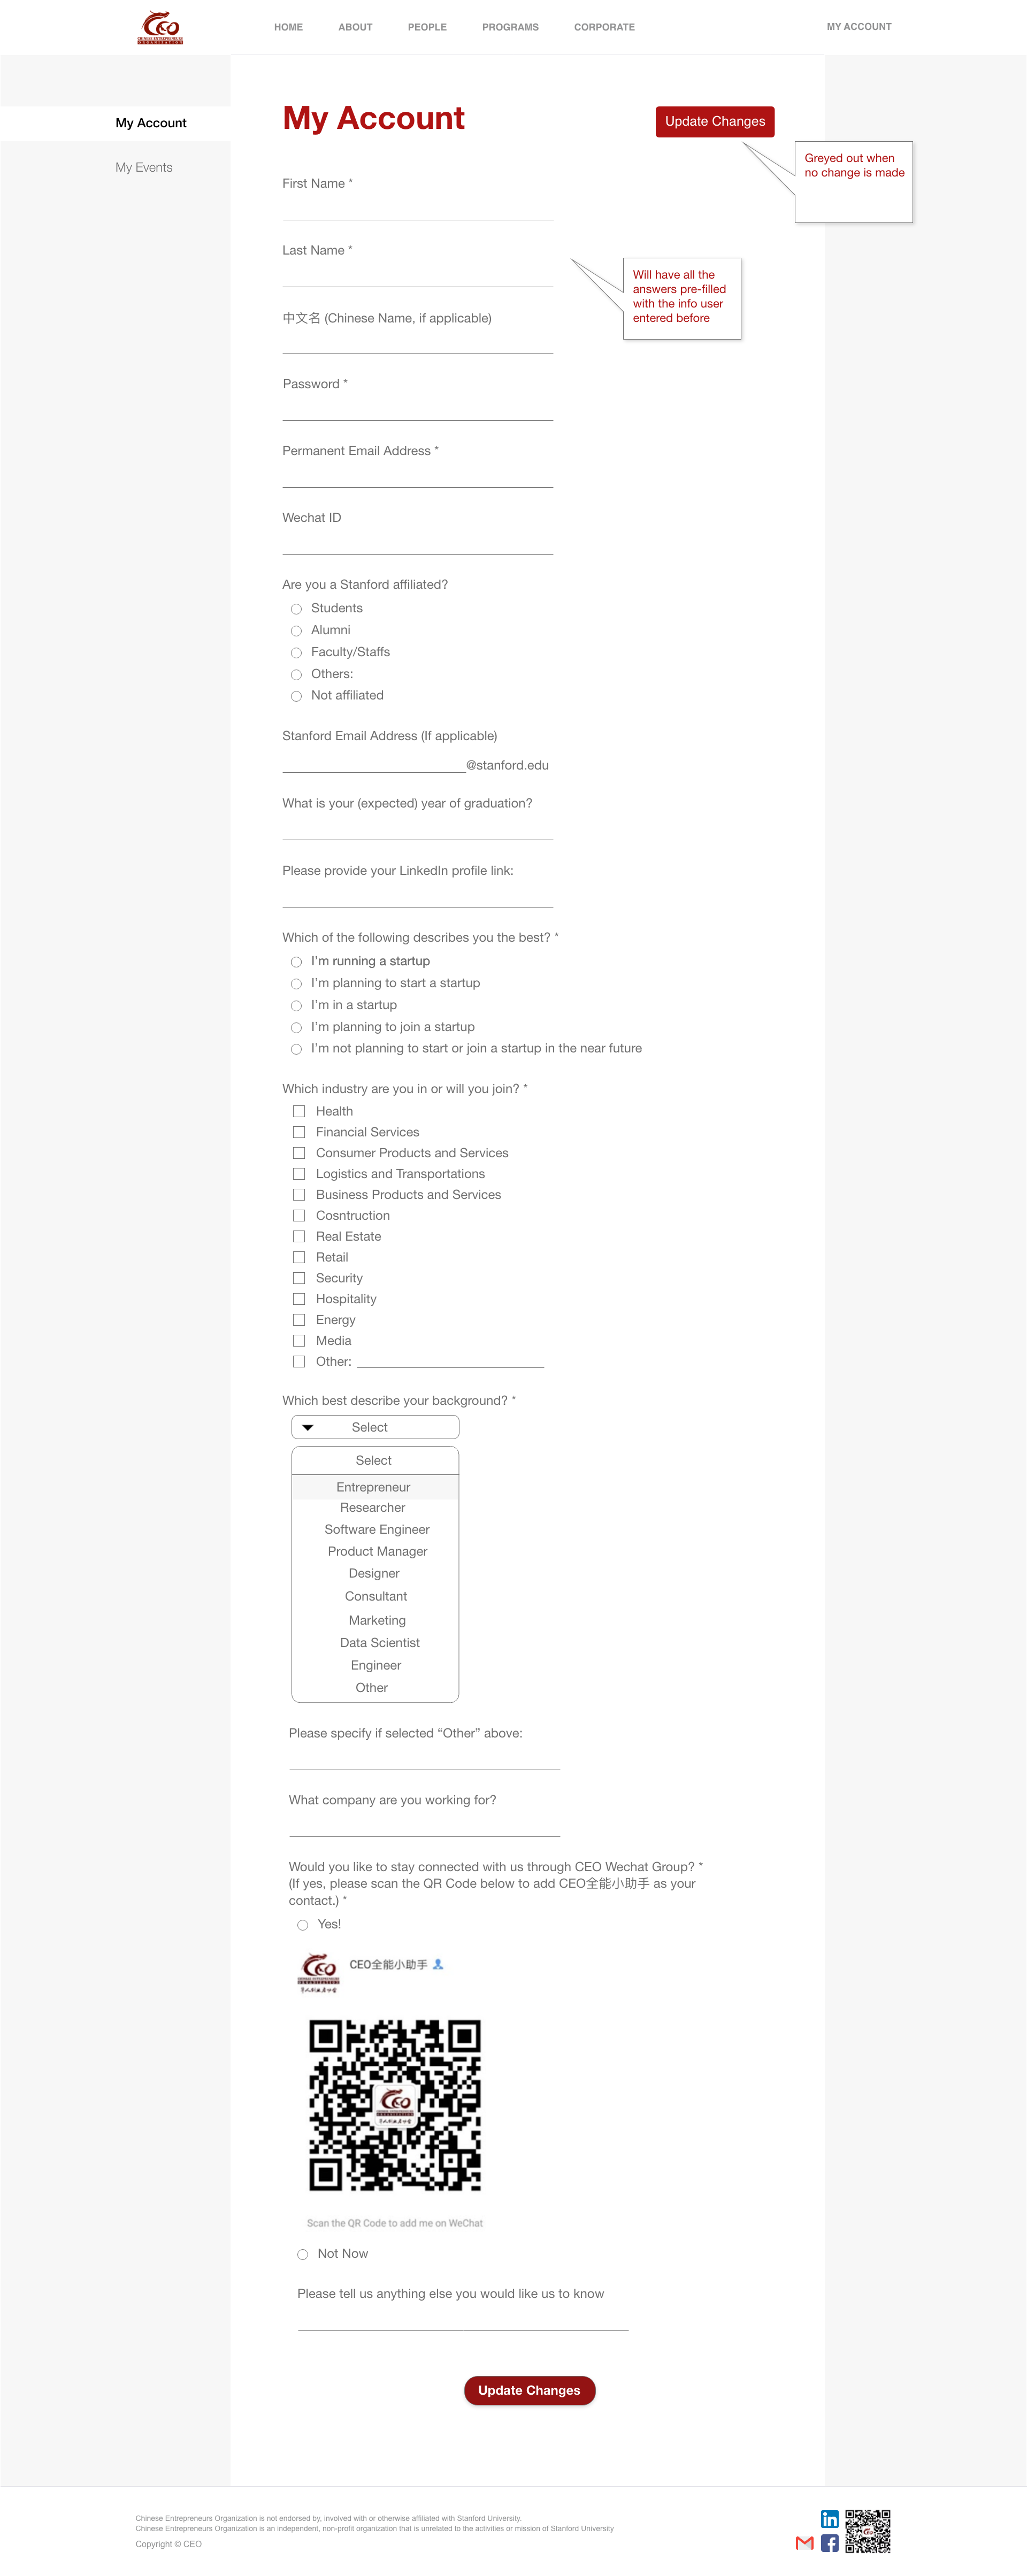 CEO
CHINESE ENTREPRENEURS
ORGANIZATION
HOME ABOUT PEOPLE PROGRAMS CORPORATE MY ACCOUNT
My Account
My Events
My Account
Update Changes
Greyed out when
no change is made
First Name *
Last Name *
Will have all the
answers pre-filled
with the info user
entered before
中文名 (Chinese Name, if applicable)
Password *
Permanent Email Address *
Wechat ID
Are you a Stanford affiliated?
Students
Alumni
Faculty/Staffs
Others:
Not affiliated
Stanford Email Address (If applicable)
@stanford.edu
What is your (expected) year of graduation?
Please provide your LinkedIn profile link:
Which of the following describes you the best? *
I'm running a startup
I'm planning to start a startup
I'm in a startup
I'm planning to join a startup
I'm not planning to start or join a startup in the near future
Which industry are you in or will you join? *
Health
Financial Services
Consumer Products and Services
Logistics and Transportations
Business Products and Services
Cosntruction
Real Estate
Retail
Security
Hospitality
Energy
Media
Other:
Which best describe your background? *
Select
Select
Entrepreneur
Researcher
Software Engineer
Product Manager
Designer
Consultant
Marketing
Data Scientist
Engineer
Other
Please specify if selected “Other” above:
What company are you working for?
Would you like to stay connected with us through CEO Wechat Group? *
(If yes, please scan the QR Code below to add CEO全能小助手 as your
contact.) *
Yes!
CEO全能小助手
Scan the QR Code to add me on WeChat
Not Now
Please tell us anything else you would like us to know
Update Changes
Chinese Entrepreneurs Organization is not endorsed by, involved with or otherwise affiliated with Stanford University.
Chinese Entrepreneurs Organization is an independent, non-profit organization that is unrelated to the activities or mission of Stanford University
Copyright © CEO